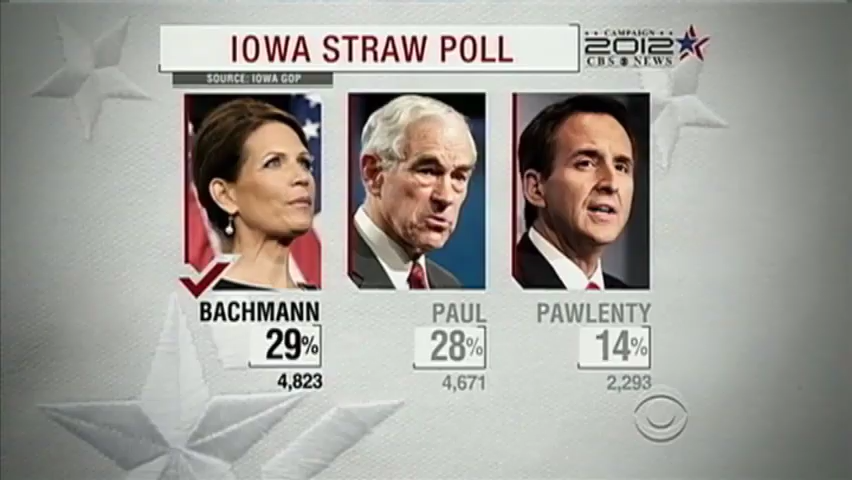 IOWA STRAW POLL
CAMPAIGN
2012
CBS NEWS
SOURCE: IOWA GOP
BACHMANN
29%
4,823
PAUL
28%
4,671
PAWLENTY
14%
2,293